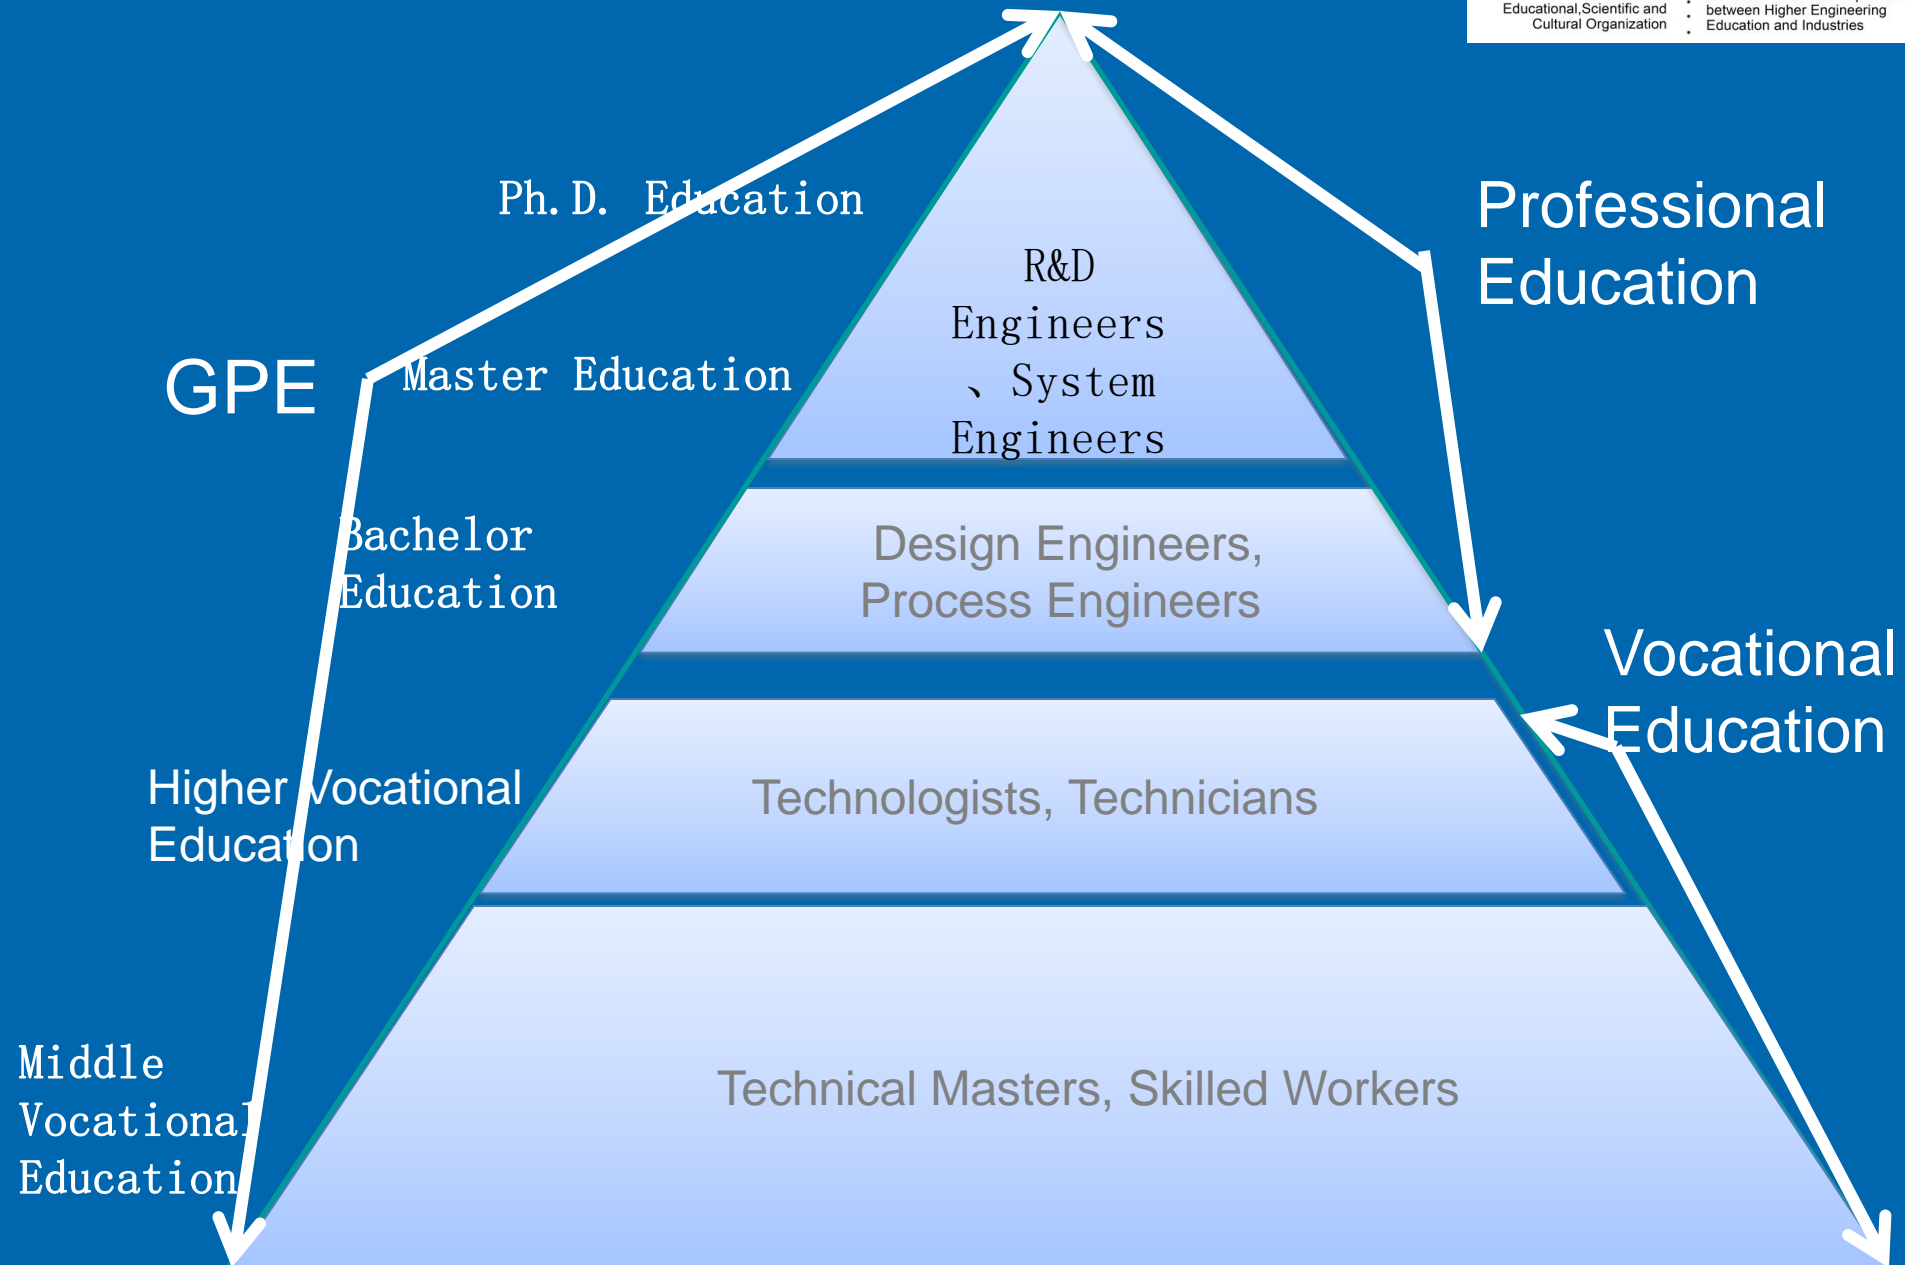 Educational,Scientific and
Cultural Organization
between Higher Engineering
Education and Industries
Ph.D. Education
Professional
Education
R&D
Engineers
、System
Engineers
GPE
Master Education
Bachelor
Education
Design Engineers,
Process Engineers
Vocational
Education
Higher Vocational
Education
Technologists, Technicians
Middle
Vocational
Education
Technical Masters, Skilled Workers